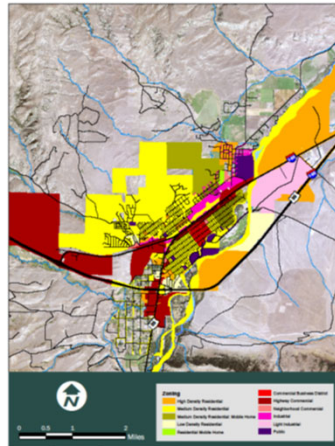 N
0 0.5 1 2
Miles
Zoning
High Density Residential
Medium Density Residential
Medium Density Residential/ Mobile Home
Low Density Residential
Residential Mobile Home
Commercial Business District
Highway Commercial
Neighborhood Commercial
Industrial
Light Industrial
Public